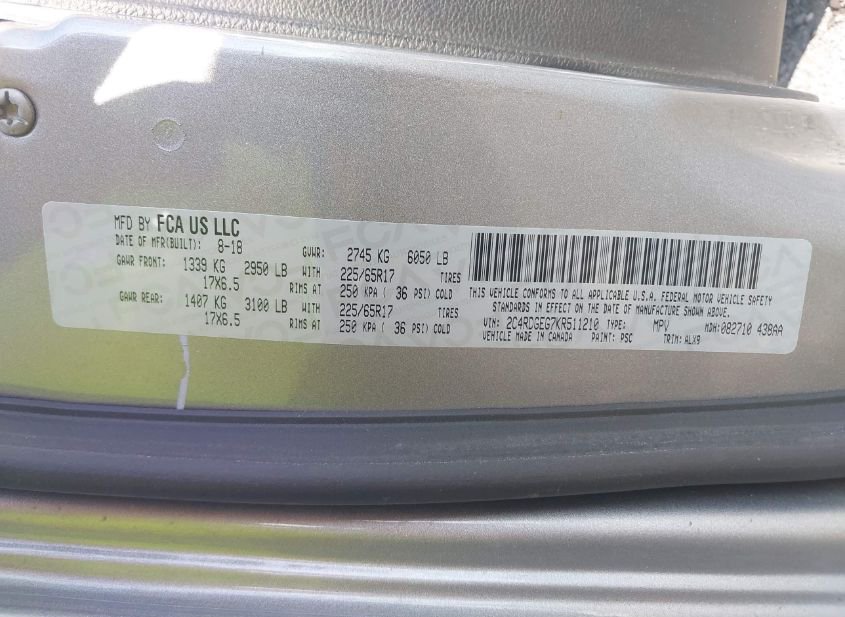 MFD BY FCA US LLC
DATE OF MFR(BUILT): 8-18 GVWR: 2745 KG 6050 LB
GAWR FRONT: 1339 KG 2950 LB WITH 225/65R17 TIRES
17X6.5 RIMS AT 250 KPA ( 36 PSI) COLD
GAWR REAR: 1407 KG 3100 LB WITH 225/65R17 TIRES
17X6.5 RIMS AT 250 KPA ( 36 PSI) COLD
THIS VEHICLE CONFORMS TO ALL APPLICABLE U.S.A. FEDERAL MOTOR VEHICLE SAFETY
STANDARDS IN EFFECT ON THE DATE OF MANUFACTURE SHOWN ABOVE.
VIN: 2C4RDGEG7KR511210 TYPE: MPV MDH:082710 438AA
VEHICLE MADE IN CANADA PAINT: PSC TRIM: ALX9